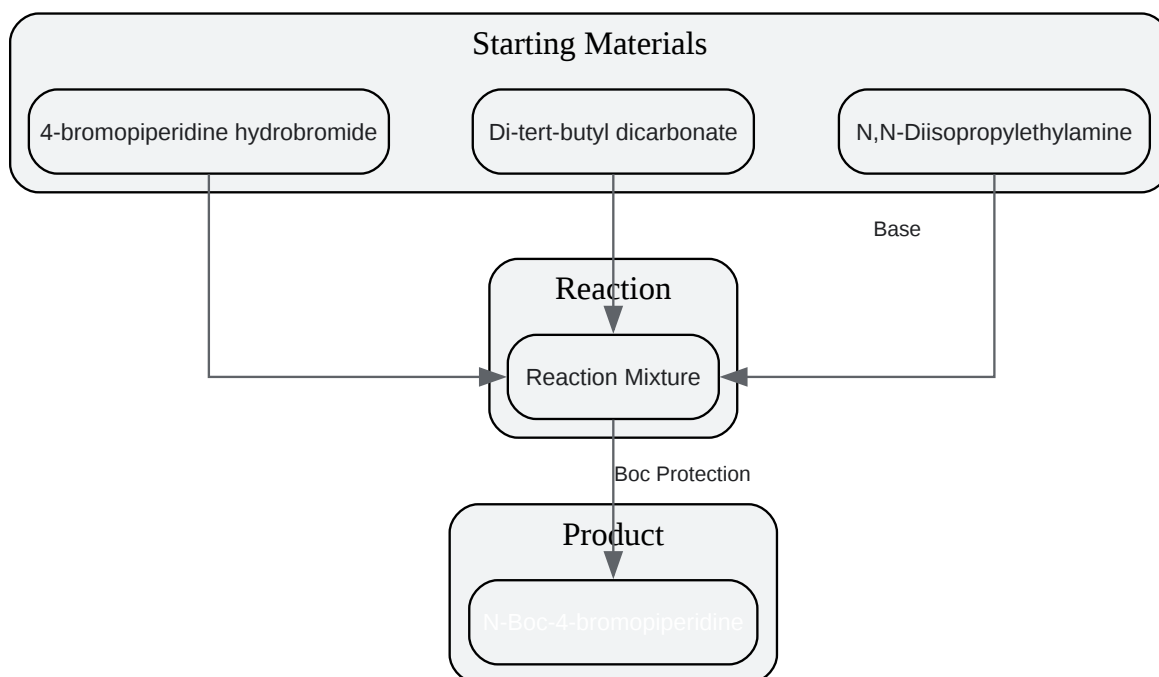 Starting Materials
4-bromopiperidine hydrobromide
Di-tert-butyl dicarbonate
N,N-Diisopropylethylamine
Base
Reaction
Reaction Mixture
Boc Protection
Product
N-Boc-4-bromopiperidine